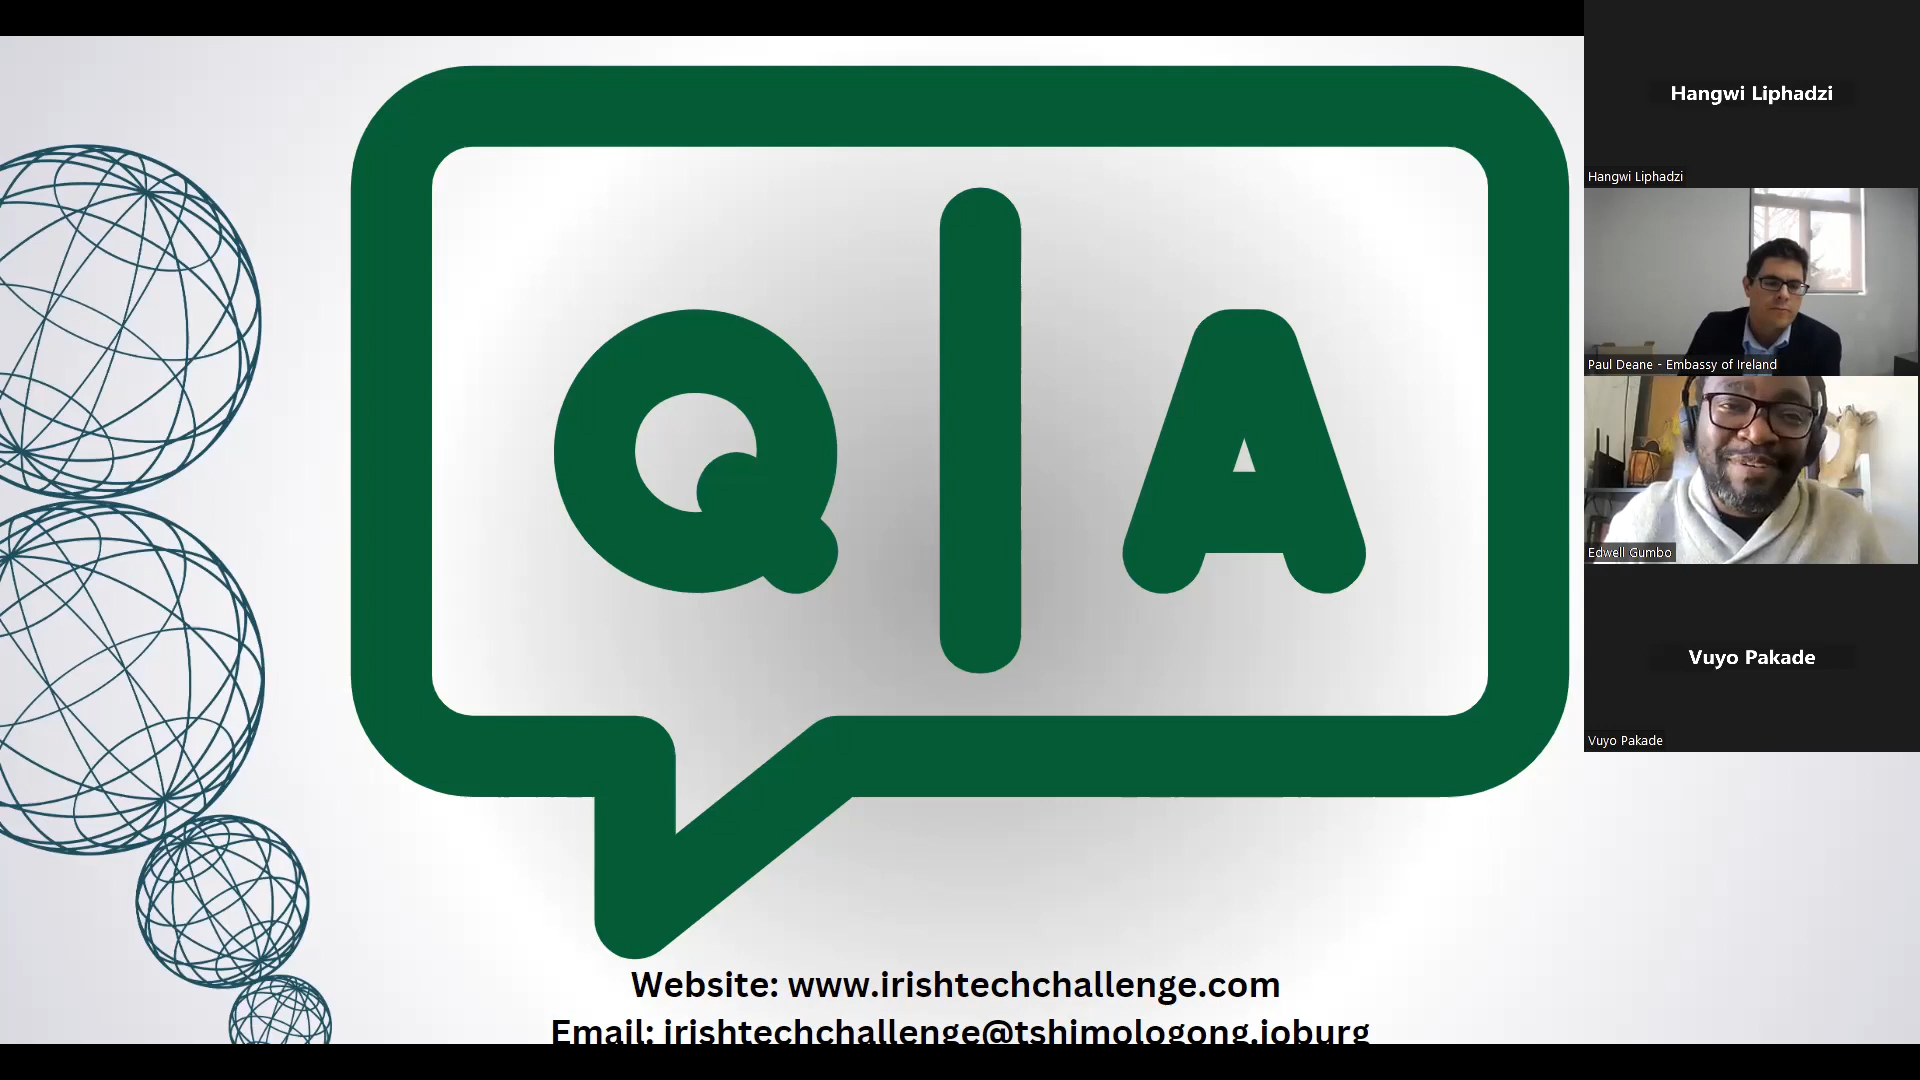 Q | A
Website: www.irishtechchallenge.com
Email: irishtechchallenge@tshimologong.joburg
Hangwi Liphadzi
Hangwi Liphadzi
Paul Deane - Embassy of Ireland
Edwell Gumbo
Vuyo Pakade
Vuyo Pakade